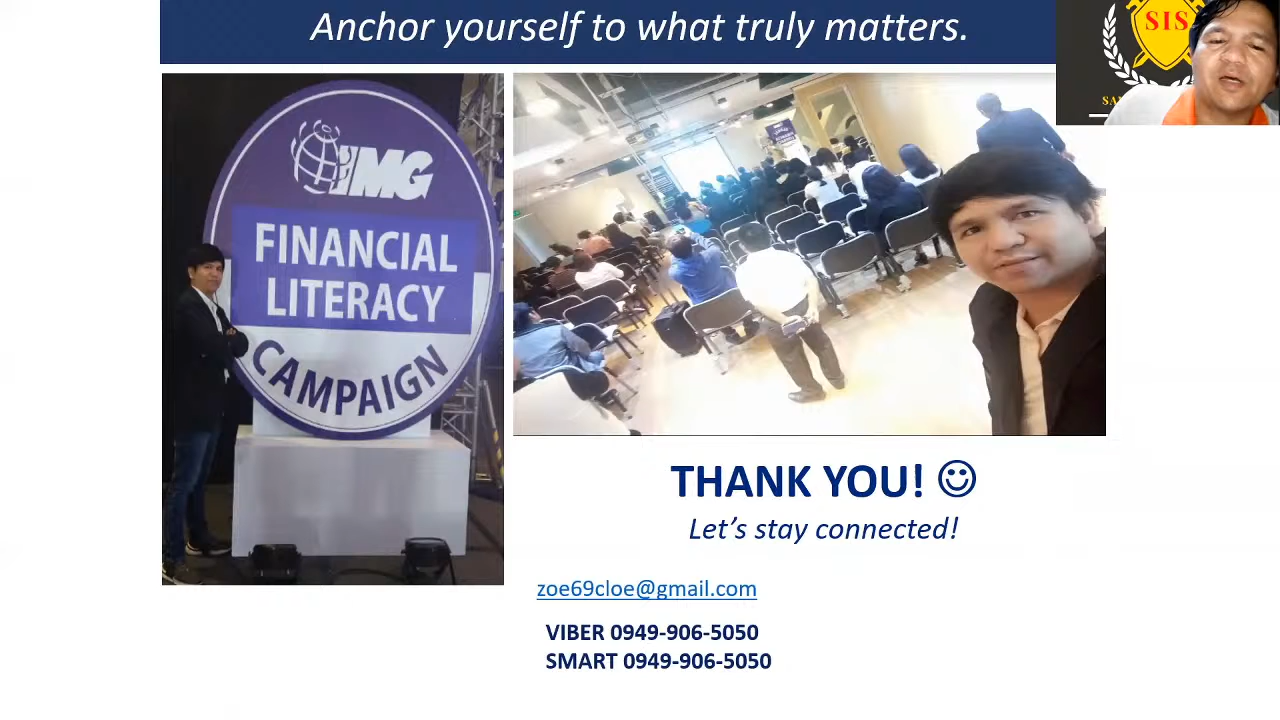 Anchor yourself to what truly matters.
SIS
IMG
FINANCIAL
LITERACY
CAMPAIGN
THANK YOU! ☺
Let's stay connected!
zoe69cloe@gmail.com
VIBER 0949-906-5050
SMART 0949-906-5050